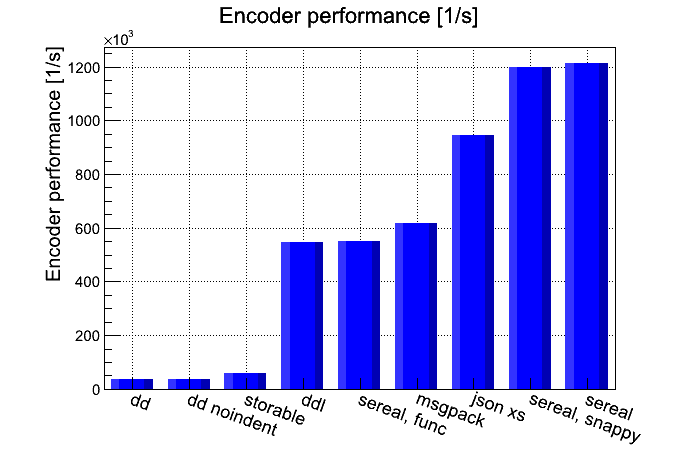 Encoder performance [1/s]
×10³
Encoder performance [1/s]
1200
1000
800
600
400
200
0
dd
dd noindent
storable
ddl
sereal, func
msgpack
json xs
sereal, snappy
sereal